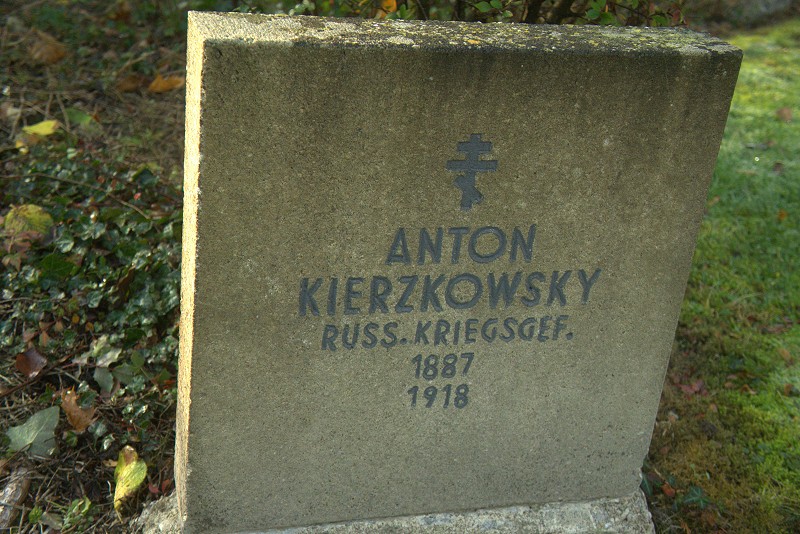 ANTON
KIERZKOWSKY
RUSS. KRIEGSGEF.
1887
1918